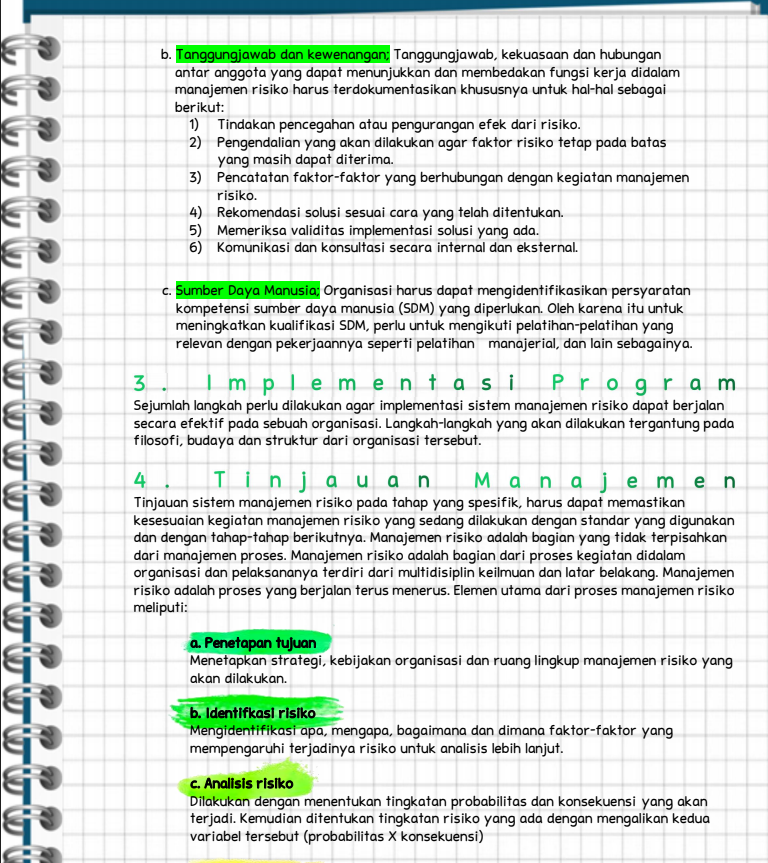 b. Tanggungjawab dan kewenangan; Tanggungjawab, kekuasaan dan hubungan
antar anggota yang dapat menunjukkan dan membedakan fungsi kerja didalam
manajemen risiko harus terdokumentasikan khususnya untuk hal-hal sebagai
berikut:
1) Tindakan pencegahan atau pengurangan efek dari risiko.
2) Pengendalian yang akan dilakukan agar faktor risiko tetap pada batas
yang masih dapat diterima.
3) Pencatatan faktor-faktor yang berhubungan dengan kegiatan manajemen
risiko.
4) Rekomendasi solusi sesuai cara yang telah ditentukan.
5) Memeriksa validitas implementasi solusi yang ada.
6) Komunikasi dan konsultasi secara internal dan eksternal.
c. Sumber Daya Manusia; Organisasi harus dapat mengidentifikasikan persyaratan
kompetensi sumber daya manusia (SDM) yang diperlukan. Oleh karena itu untuk
meningkatkan kualifikasi SDM, perlu untuk mengikuti pelatihan-pelatihan yang
relevan dengan pekerjaannya seperti pelatihan manajerial, dan lain sebagainya.
3. Implementasi Program
Sejumlah langkah perlu dilakukan agar implementasi sistem manajemen risiko dapat berjalan
secara efektif pada sebuah organisasi. Langkah-langkah yang akan dilakukan tergantung pada
filosofi, budaya dan struktur dari organisasi tersebut.
4. Tinjauan Manajemen
Tinjauan sistem manajemen risiko pada tahap yang spesifik, harus dapat memastikan
kesesuaian kegiatan manajemen risiko yang sedang dilakukan dengan standar yang digunakan
dan dengan tahap-tahap berikutnya. Manajemen risiko adalah bagian yang tidak terpisahkan
dari manajemen proses. Manajemen risiko adalah bagian dari proses kegiatan didalam
organisasi dan pelaksananya terdiri dari multidisiplin keilmuan dan latar belakang. Manajemen
risiko adalah proses yang berjalan terus menerus. Elemen utama dari proses manajemen risiko
meliputi:
a. Penetapan tujuan
Menetapkan strategi, kebijakan organisasi dan ruang lingkup manajemen risiko yang
akan dilakukan.
b. Identifkasi risiko
Mengidentifikasi apa, mengapa, bagaimana dan dimana faktor-faktor yang
mempengaruhi terjadinya risiko untuk analisis lebih lanjut.
c. Analisis risiko
Dilakukan dengan menentukan tingkatan probabilitas dan konsekuensi yang akan
terjadi. Kemudian ditentukan tingkatan risiko yang ada dengan mengalikan kedua
variabel tersebut (probabilitas X konsekuensi)